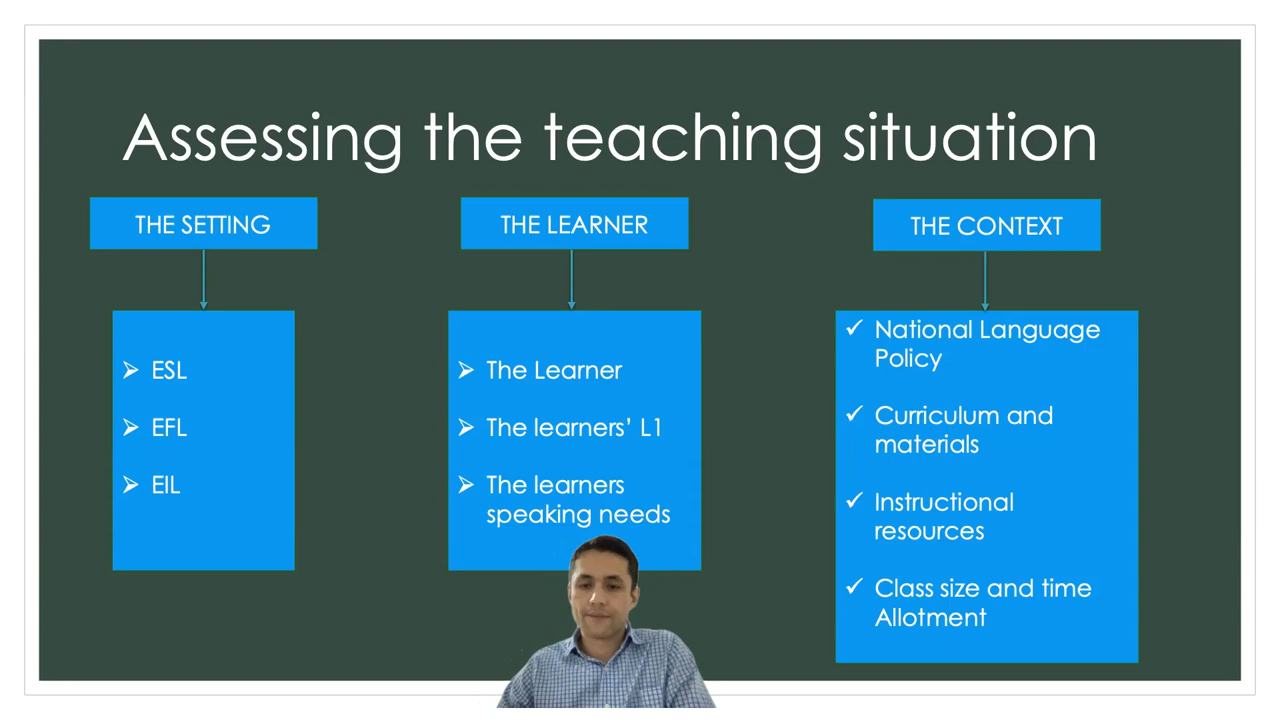 Assessing the teaching situation
THE SETTING
ESL
EFL
EIL
THE LEARNER
The Learner
The learners' L1
The learners
speaking needs
THE CONTEXT
National Language
Policy
Curriculum and
materials
Instructional
resources
Class size and time
Allotment